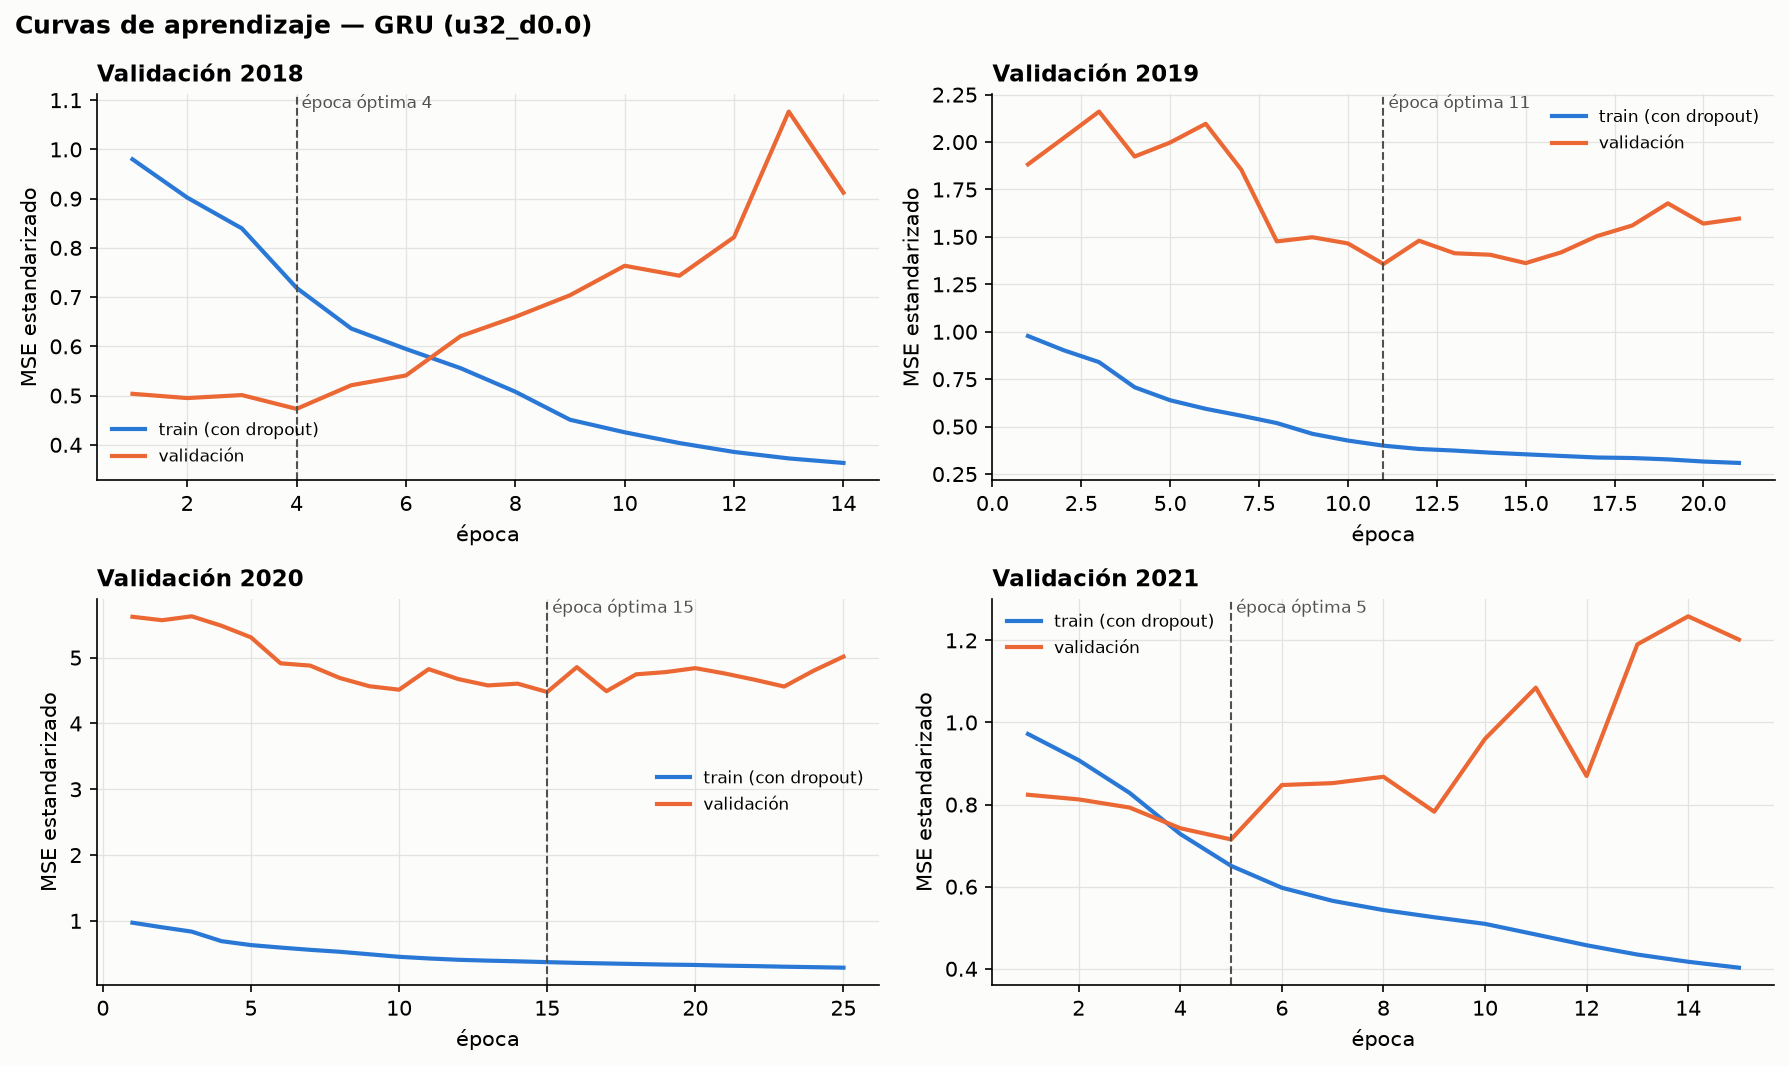 Curvas de aprendizaje — GRU (u32_d0.0)
Validación 2018
época óptima 4
MSE estandarizado
1.1
1.0
0.9
0.8
0.7
0.6
0.5
0.4
train (con dropout)
validación
2 4 6 8 10 12 14
época
Validación 2019
época óptima 11
MSE estandarizado
2.25
2.00
1.75
1.50
1.25
1.00
0.75
0.50
0.25
train (con dropout)
validación
0.0 2.5 5.0 7.5 10.0 12.5 15.0 17.5 20.0
época
Validación 2020
época óptima 15
MSE estandarizado
5
4
3
2
1
train (con dropout)
validación
0 5 10 15 20 25
época
Validación 2021
época óptima 5
MSE estandarizado
1.2
1.0
0.8
0.6
0.4
train (con dropout)
validación
2 4 6 8 10 12 14
época